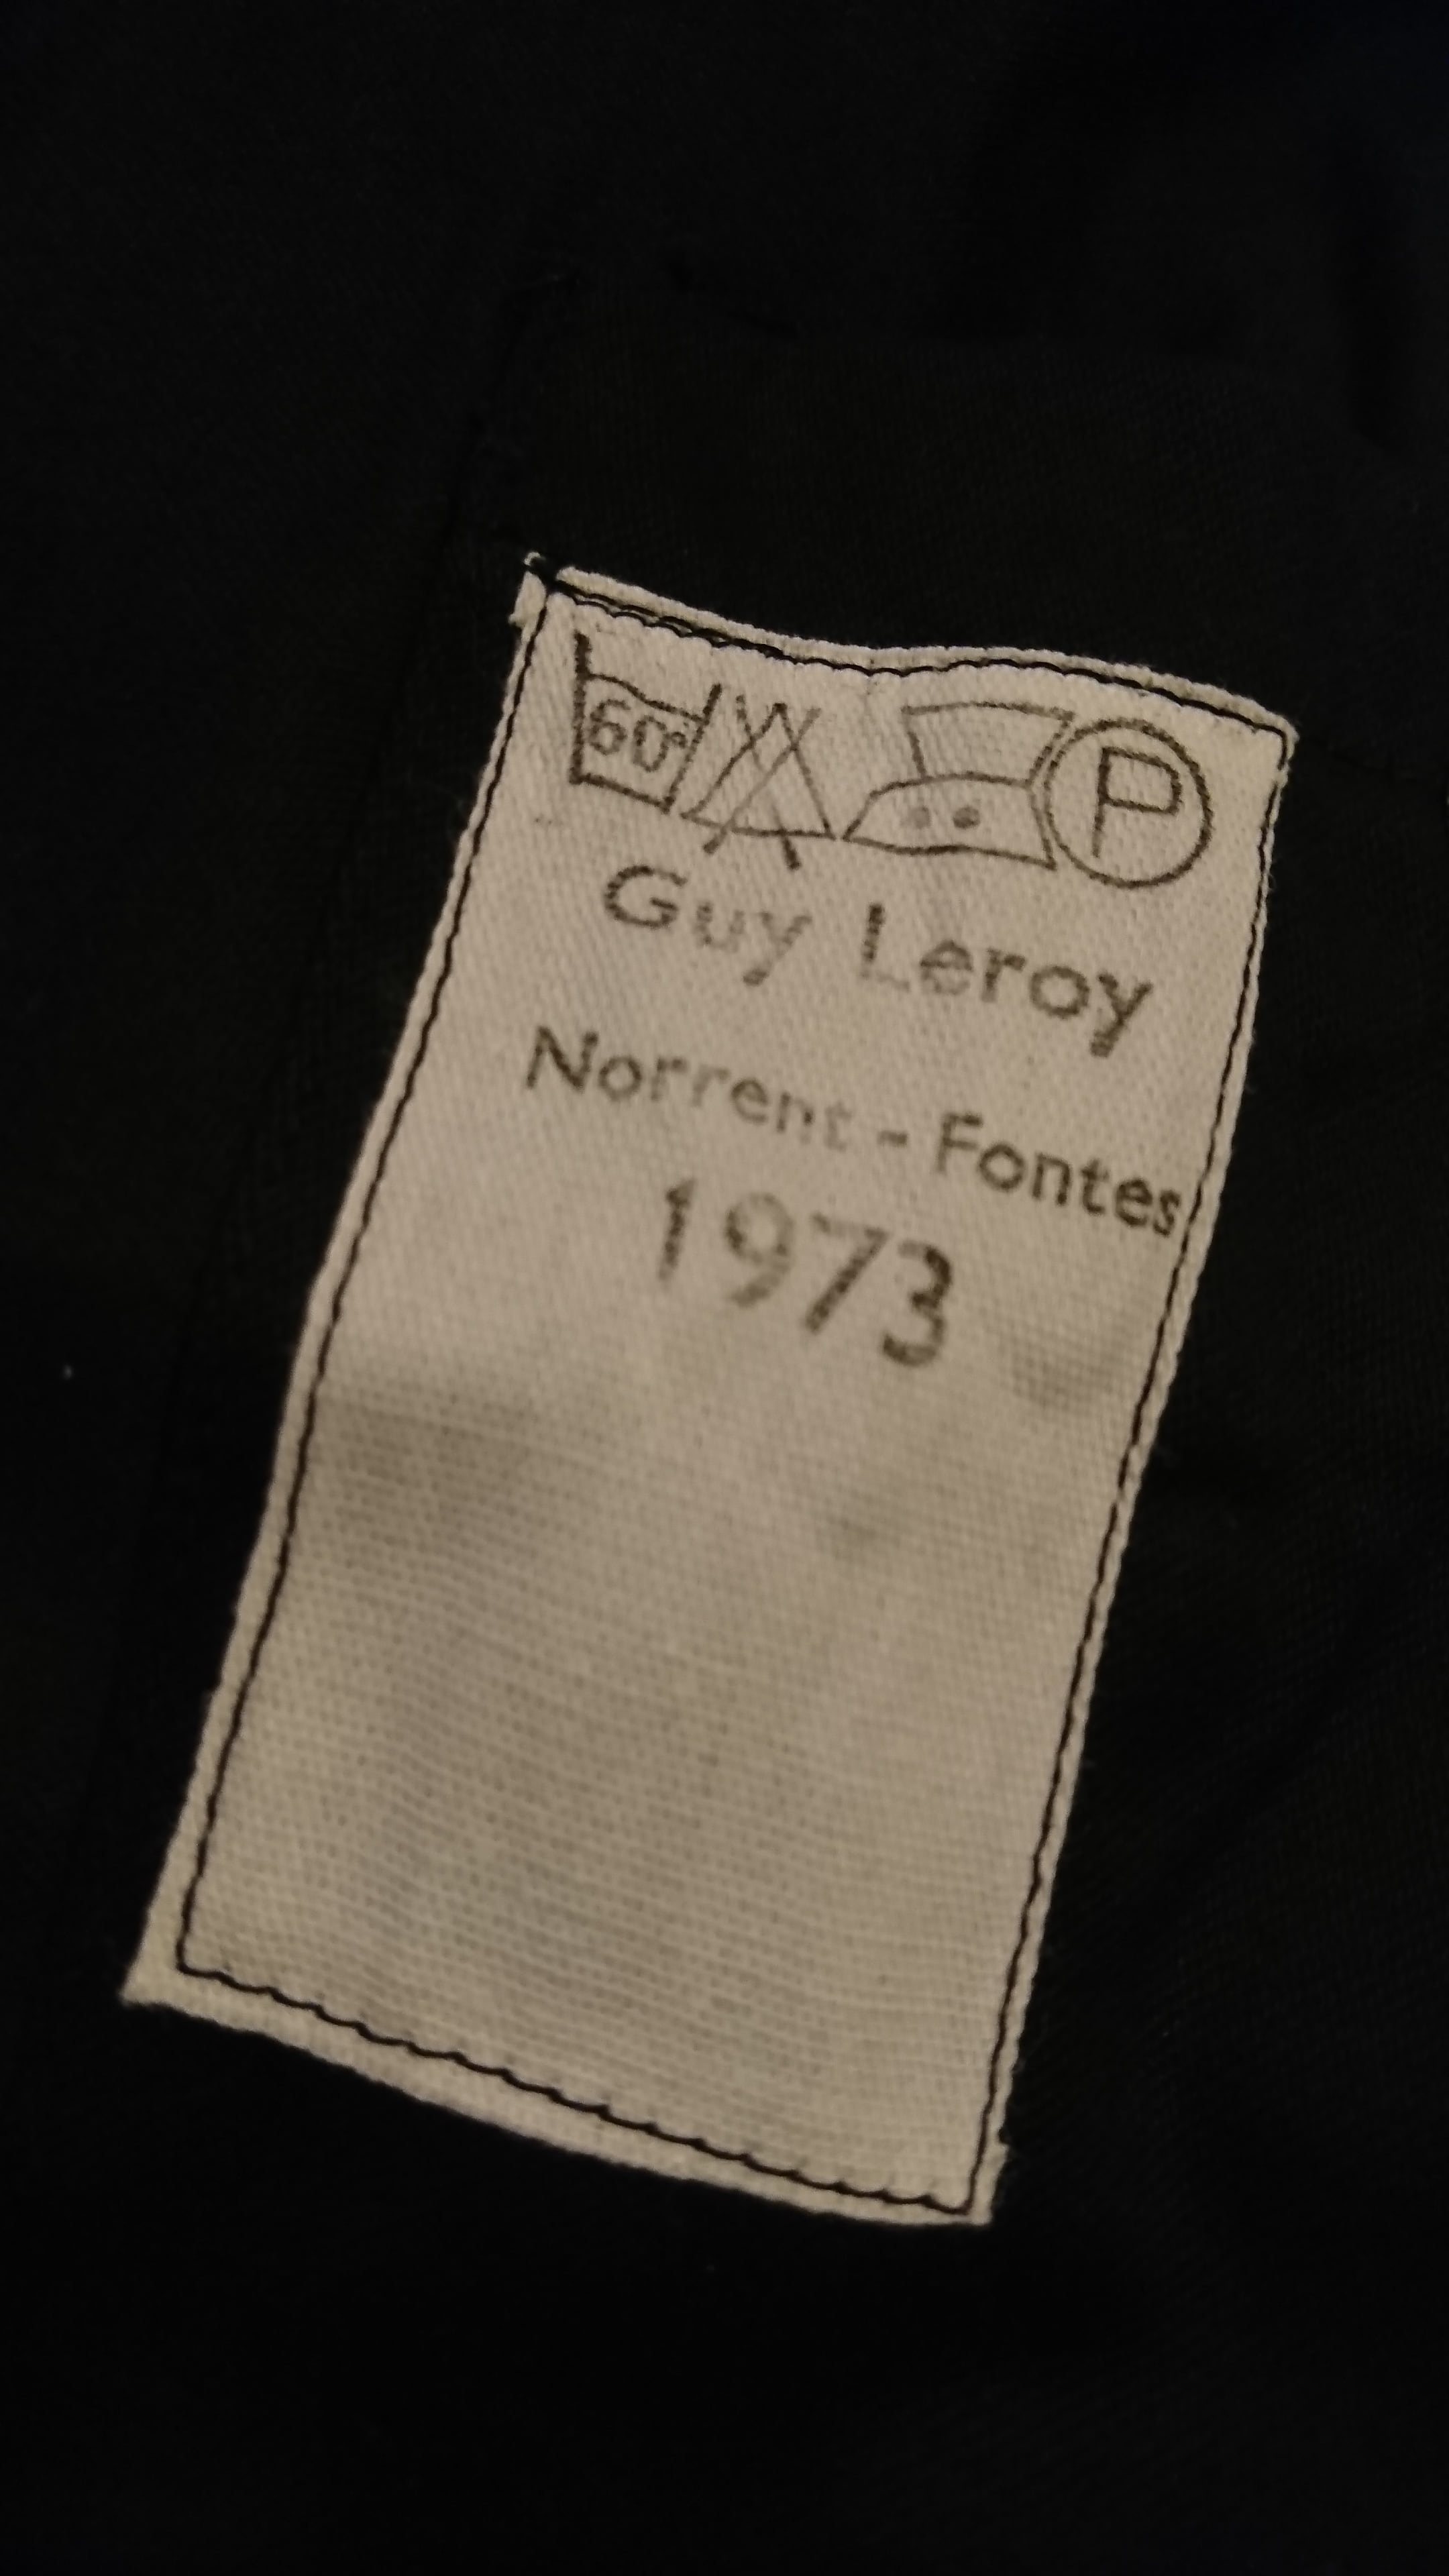 60° P
Guy Leroy
Norrent - Fontes
1973